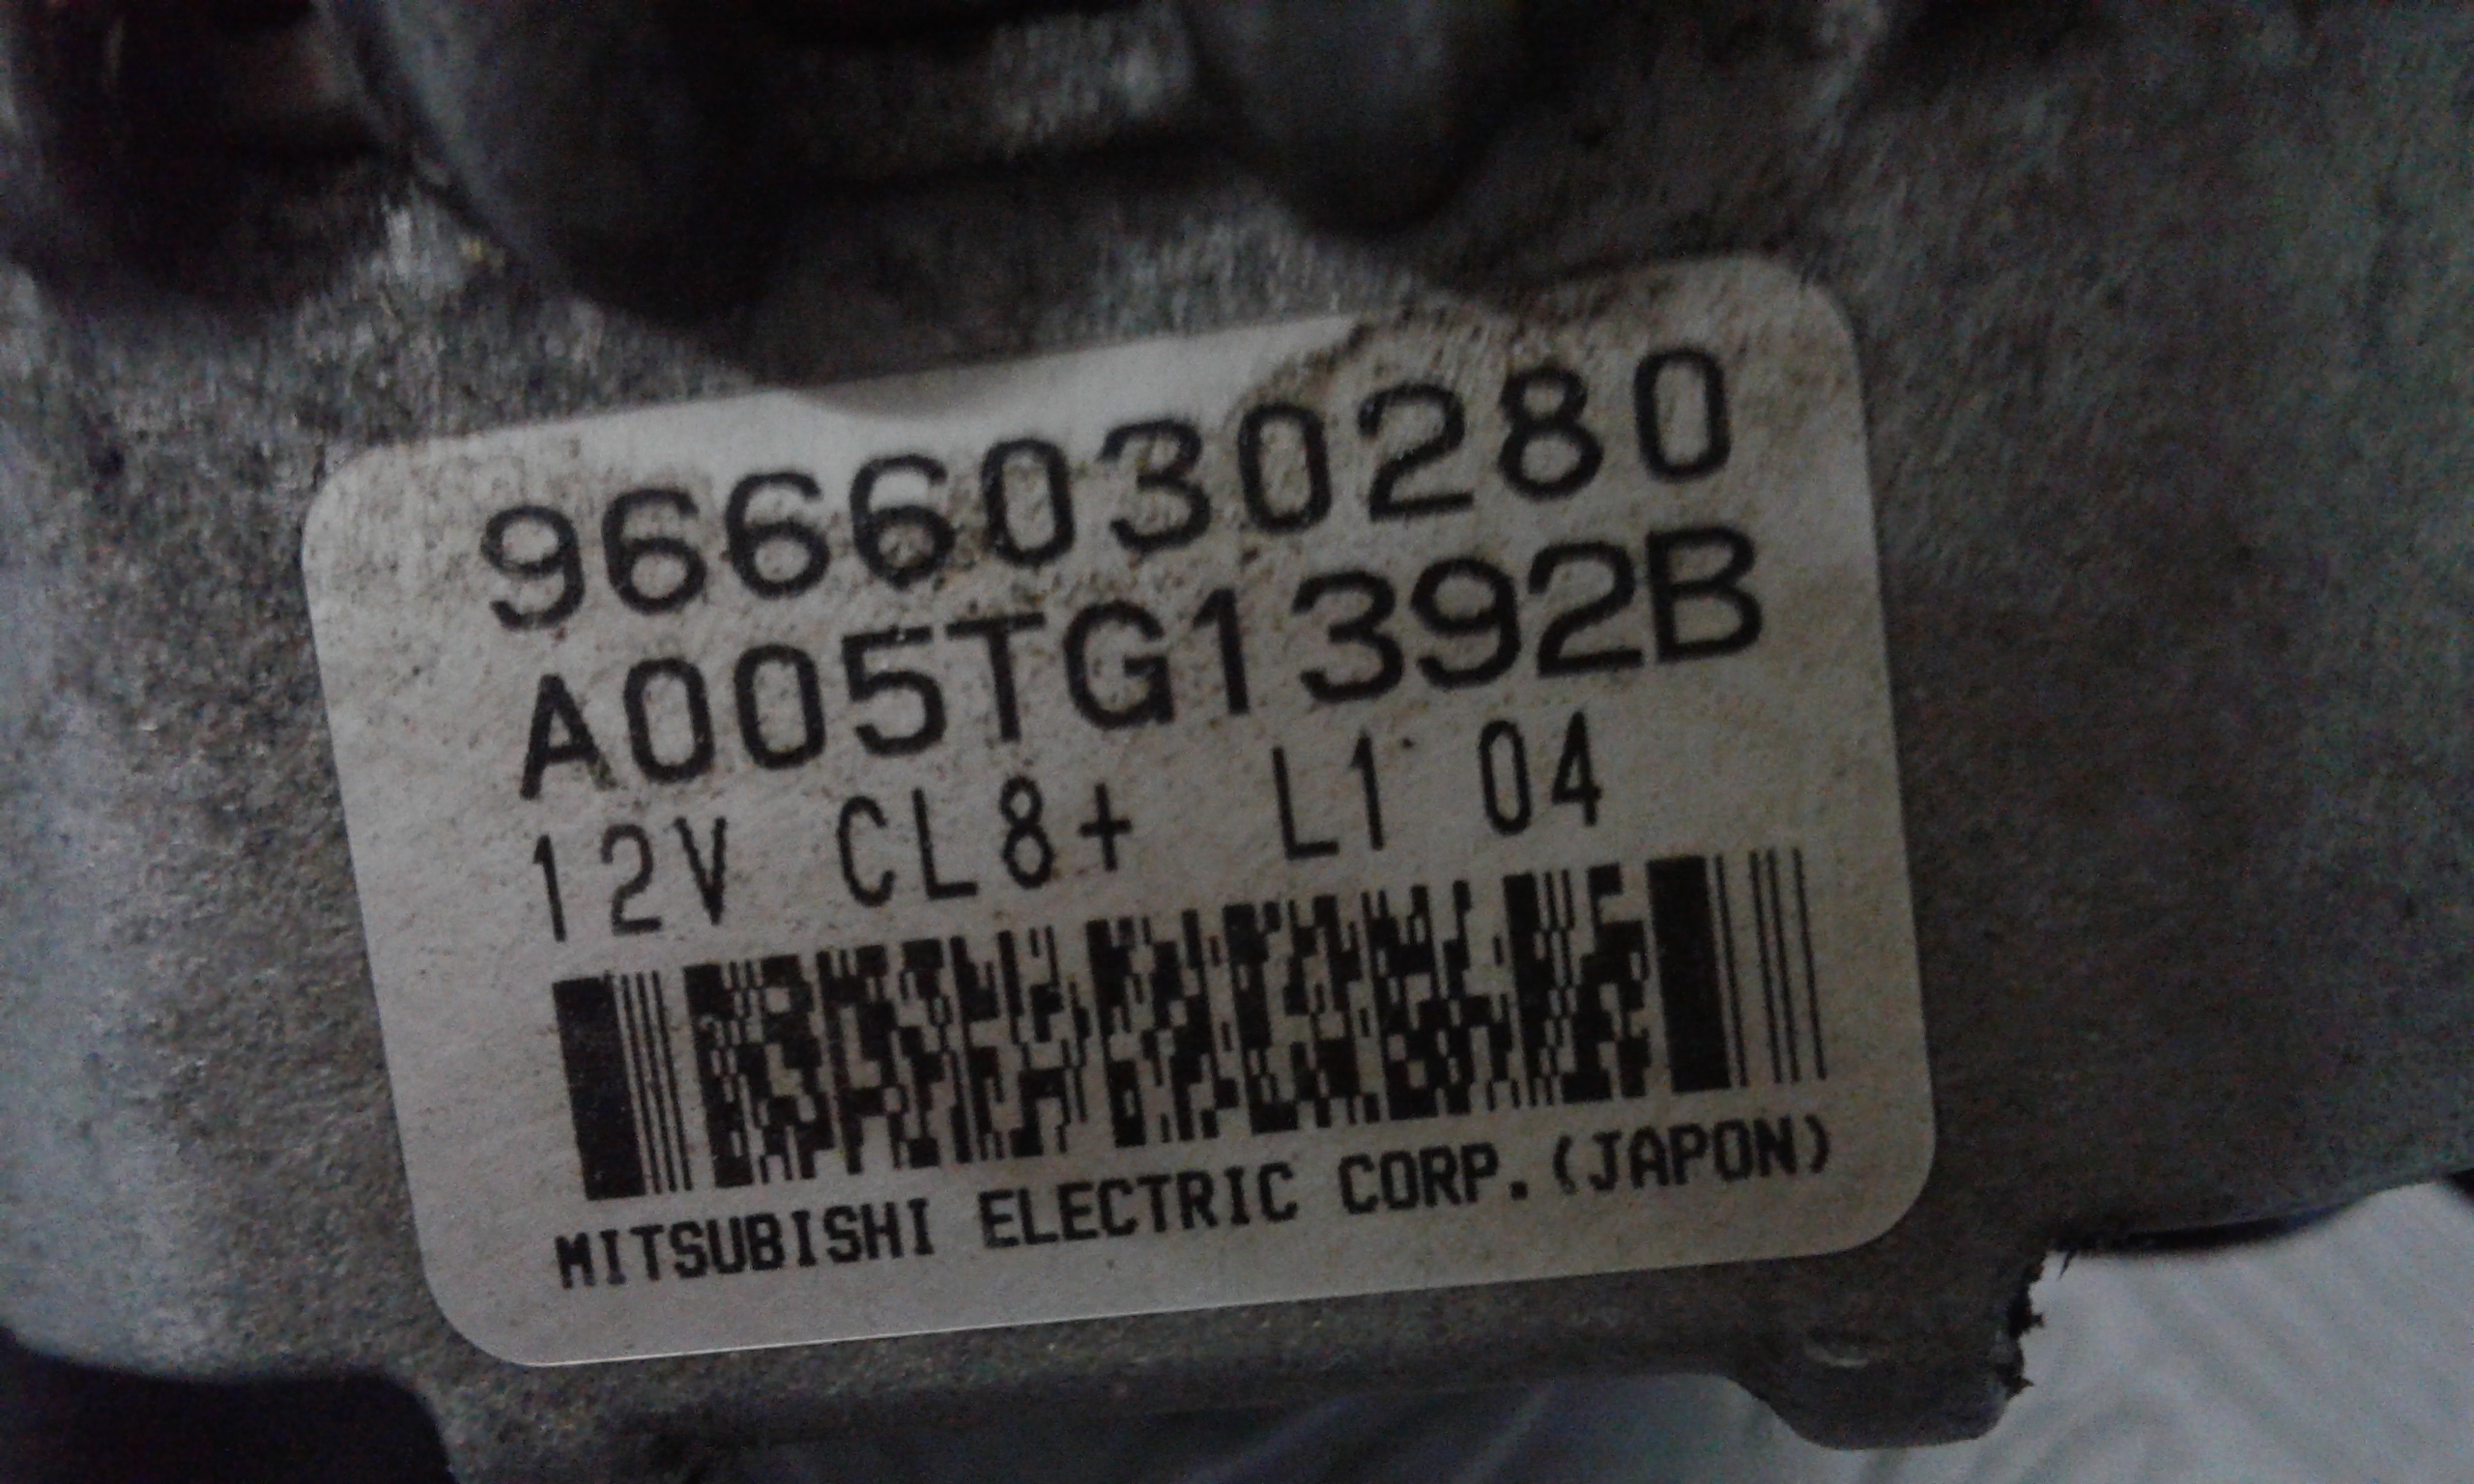 9666030280
A005TG1392B
12V CL8+ L1 04
MITSUBISHI ELECTRIC CORP.(JAPON)